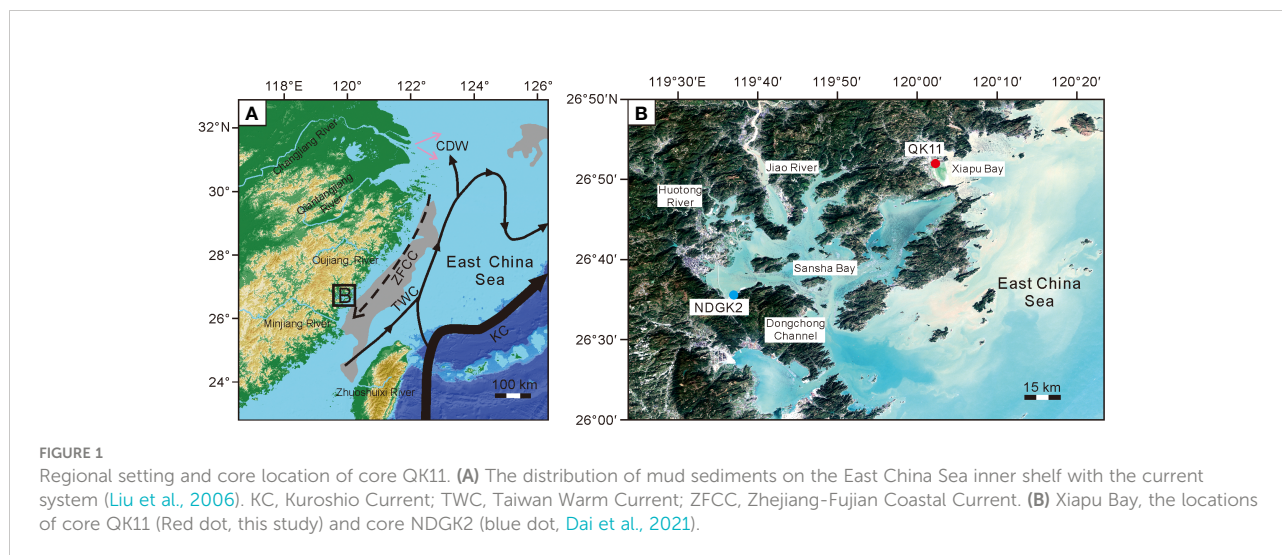 118°E 120° 122° 124° 126°
A
32°N
30°
28°
26°
24°
Changjiang River
Qiantangjiang
River
Oujiang River
Minjiang River
Zhuoshuixi River
CDW
ZFCC
TWC
KC
East China
Sea
B
100 km
119°30′E 119°40′ 119°50′ 120°00′ 120°10′ 120°20′
B
26°50′N
26°50′
26°40′
26°30′
26°00′
QK11
Xiapu Bay
Jiao River
Huotong
River
Sansha Bay
NDGK2
Dongchong
Channel
East China
Sea
15 km
FIGURE 1
Regional setting and core location of core QK11. (A) The distribution of mud sediments on the East China Sea inner shelf with the current
system (Liu et al., 2006). KC, Kuroshio Current; TWC, Taiwan Warm Current; ZFCC, Zhejiang-Fujian Coastal Current. (B) Xiapu Bay, the locations
of core QK11 (Red dot, this study) and core NDGK2 (blue dot, Dai et al., 2021).